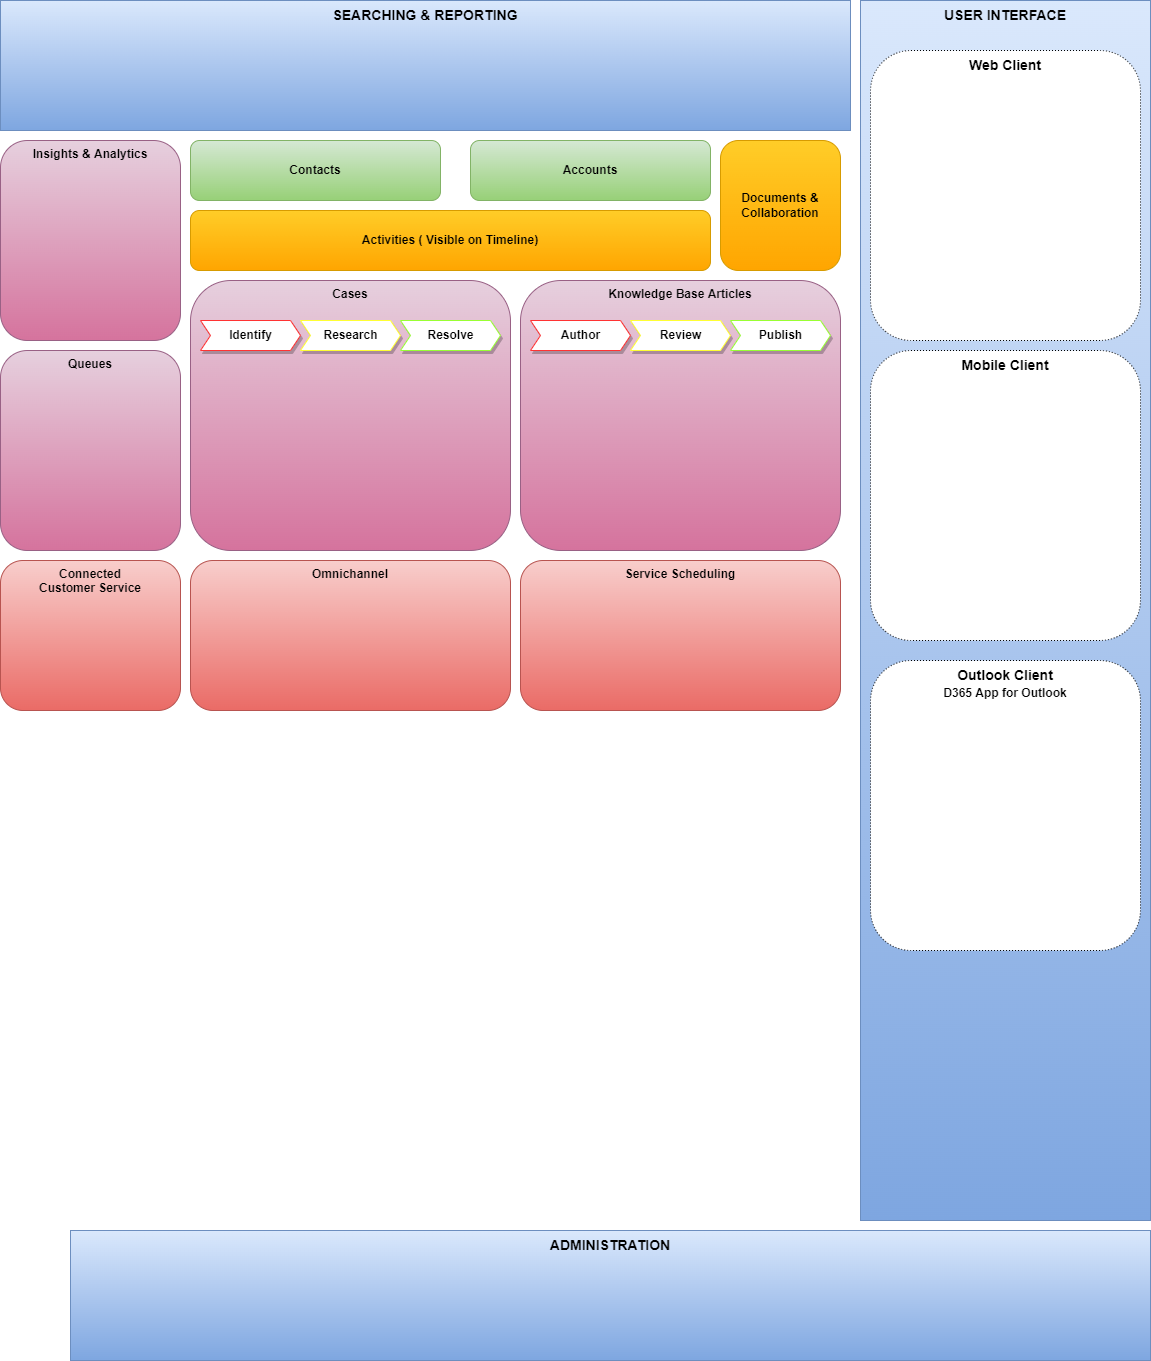 SEARCHING & REPORTING
USER INTERFACE
Web Client
Insights & Analytics
Contacts
Accounts
Documents &
Collaboration
Activities ( Visible on Timeline)
Cases
Knowledge Base Articles
Identify
Research
Resolve
Author
Review
Publish
Queues
Mobile Client
Connected
Customer Service
Omnichannel
Service Scheduling
Outlook Client
D365 App for Outlook
ADMINISTRATION